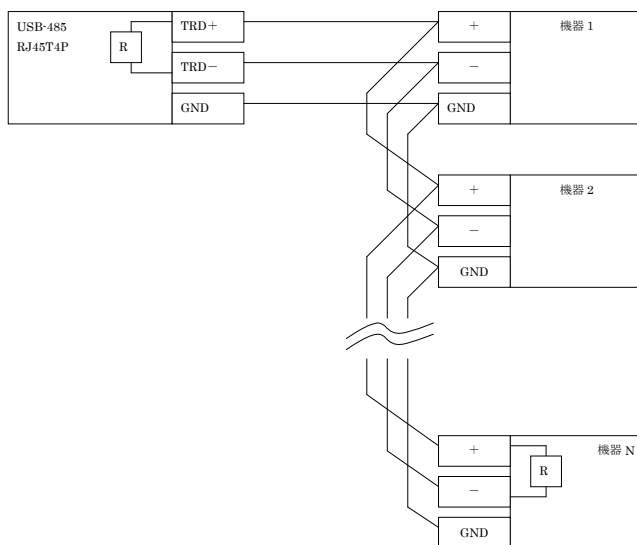 USB-485
RJ45T4P
R
TRD+
TRD−
GND
+
−
GND
機器 1
+
−
GND
機器 2
+
−
GND
R
機器 N